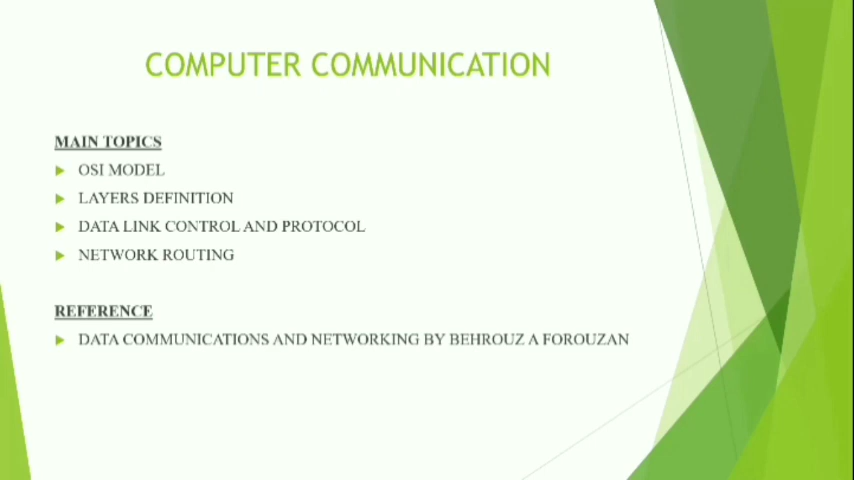 COMPUTER COMMUNICATION
MAIN TOPICS
OSI MODEL
LAYERS DEFINITION
DATA LINK CONTROL AND PROTOCOL
NETWORK ROUTING
REFERENCE
DATA COMMUNICATIONS AND NETWORKING BY BEHROUZ A FOROUZAN